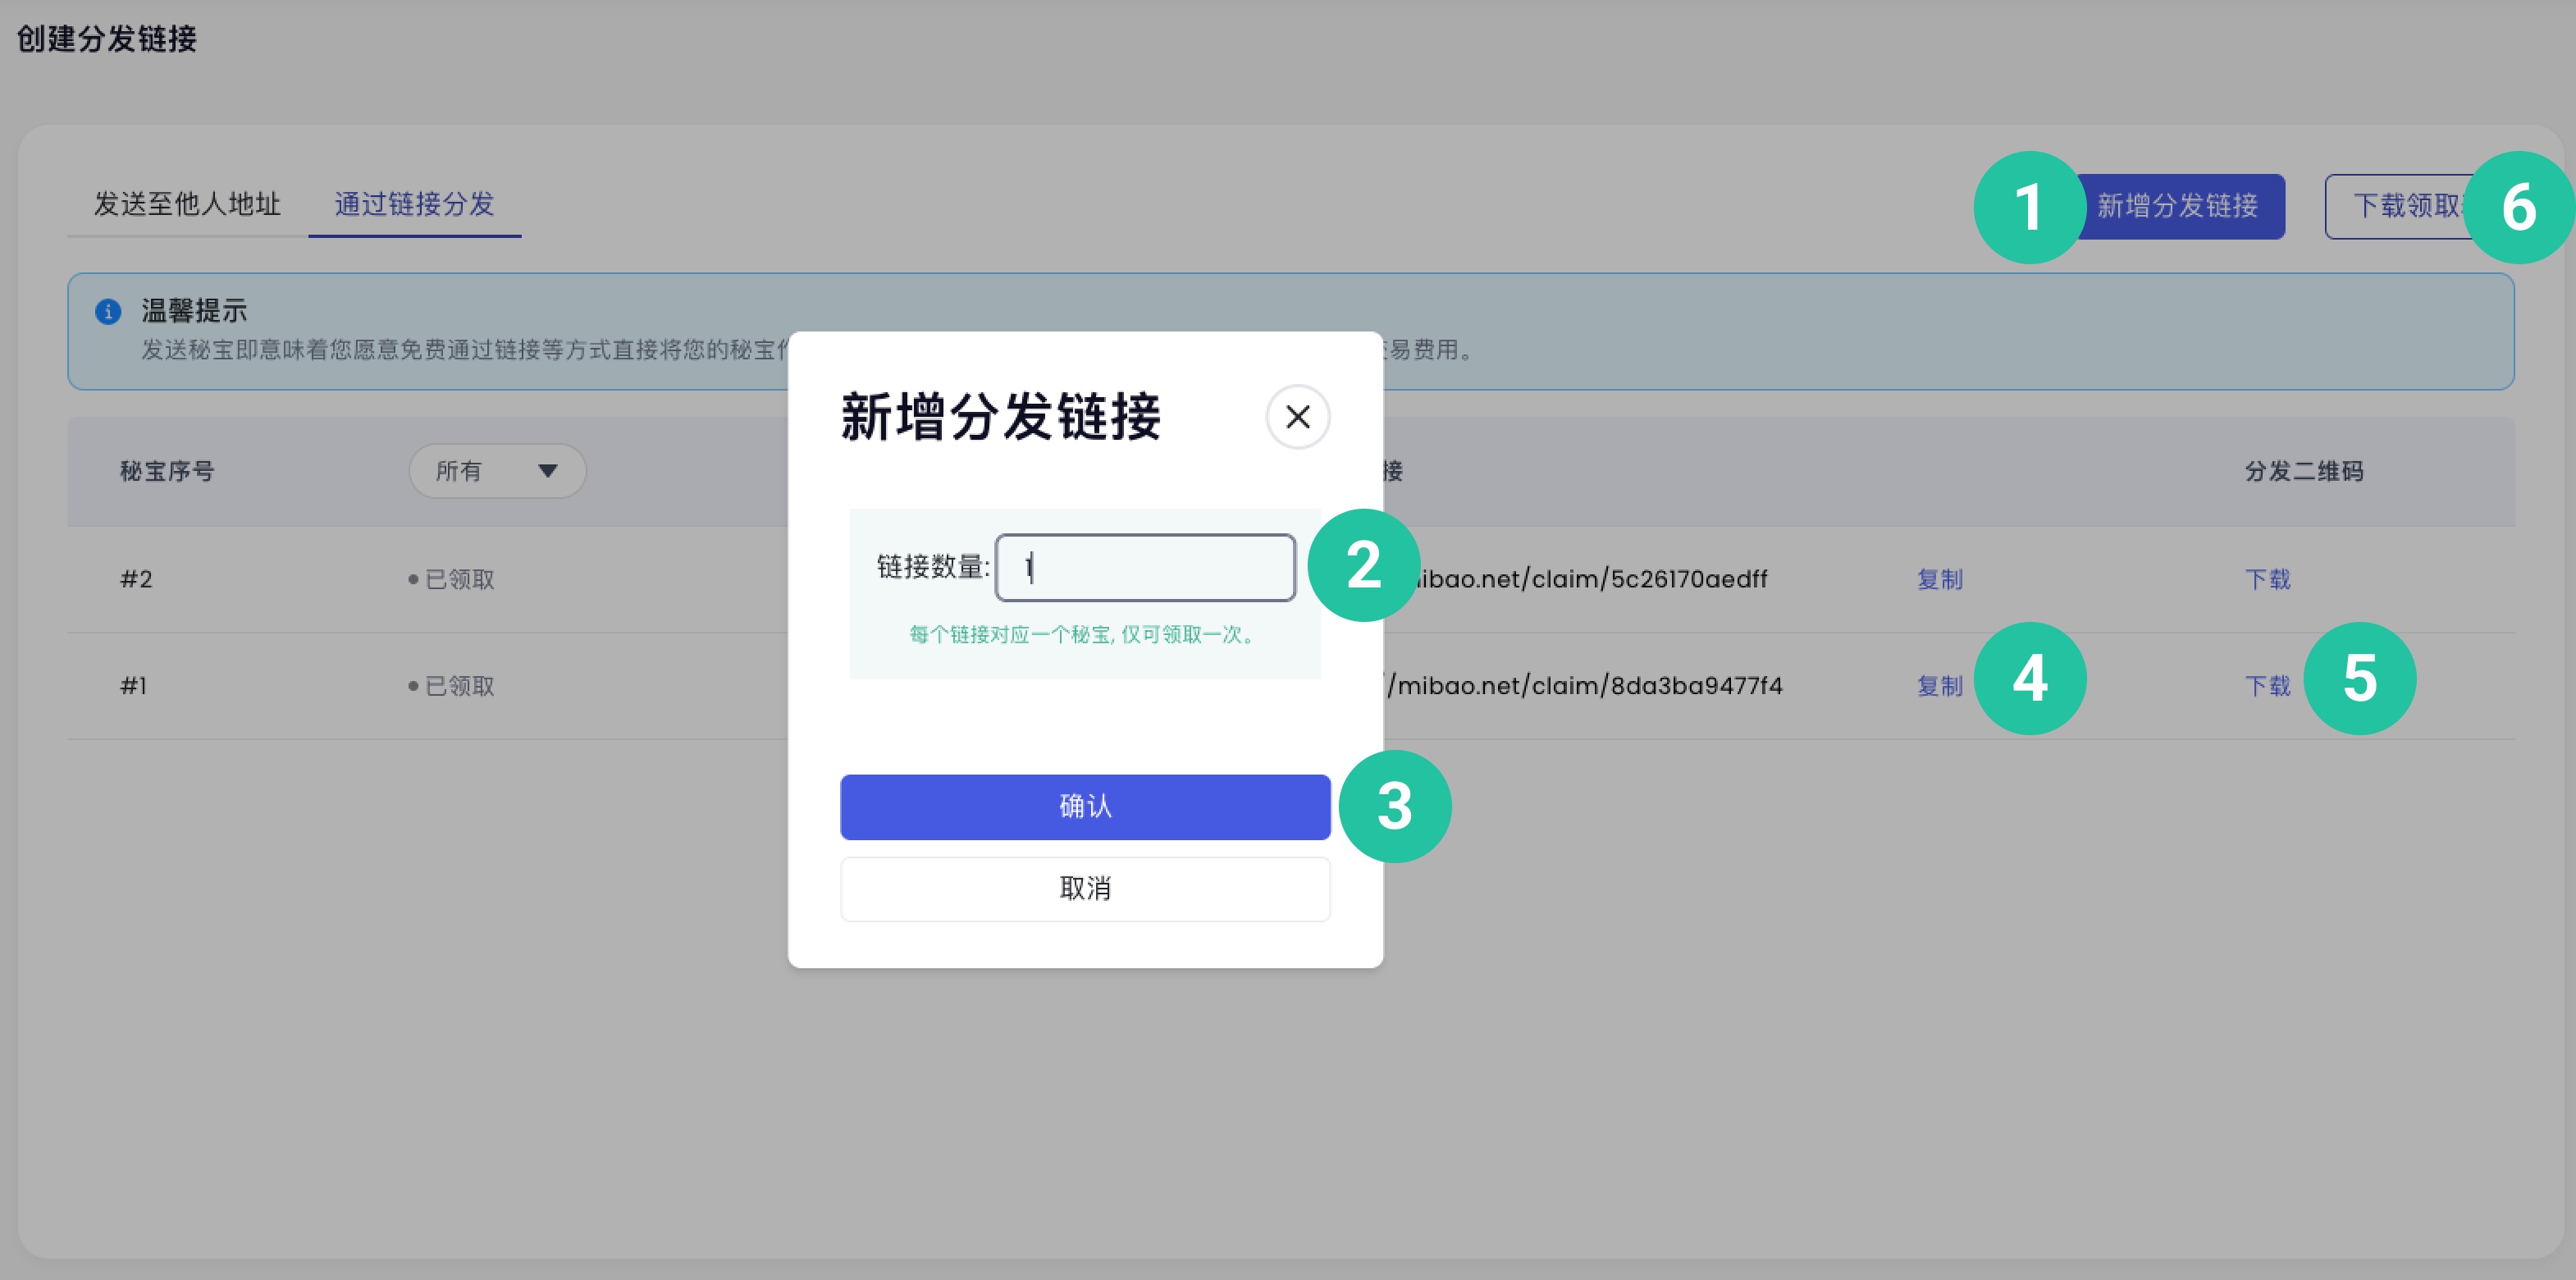 创建分发链接
发送至他人地址 通过链接分发 1 新增分发链接 下载领取 6
温馨提示
发送秘宝即意味着您愿意免费通过链接等方式直接将您的秘宝 易费用。
新增分发链接
秘宝序号 所有 接 分发二维码
链接数量: 1 2
#2 已领取 ibao.net/claim/5c26170aedff 复制 下载
每个链接对应一个秘宝, 仅可领取一次。
#1 已领取 /mibao.net/claim/8da3ba9477f4 复制 4 下载 5
确认 3
取消